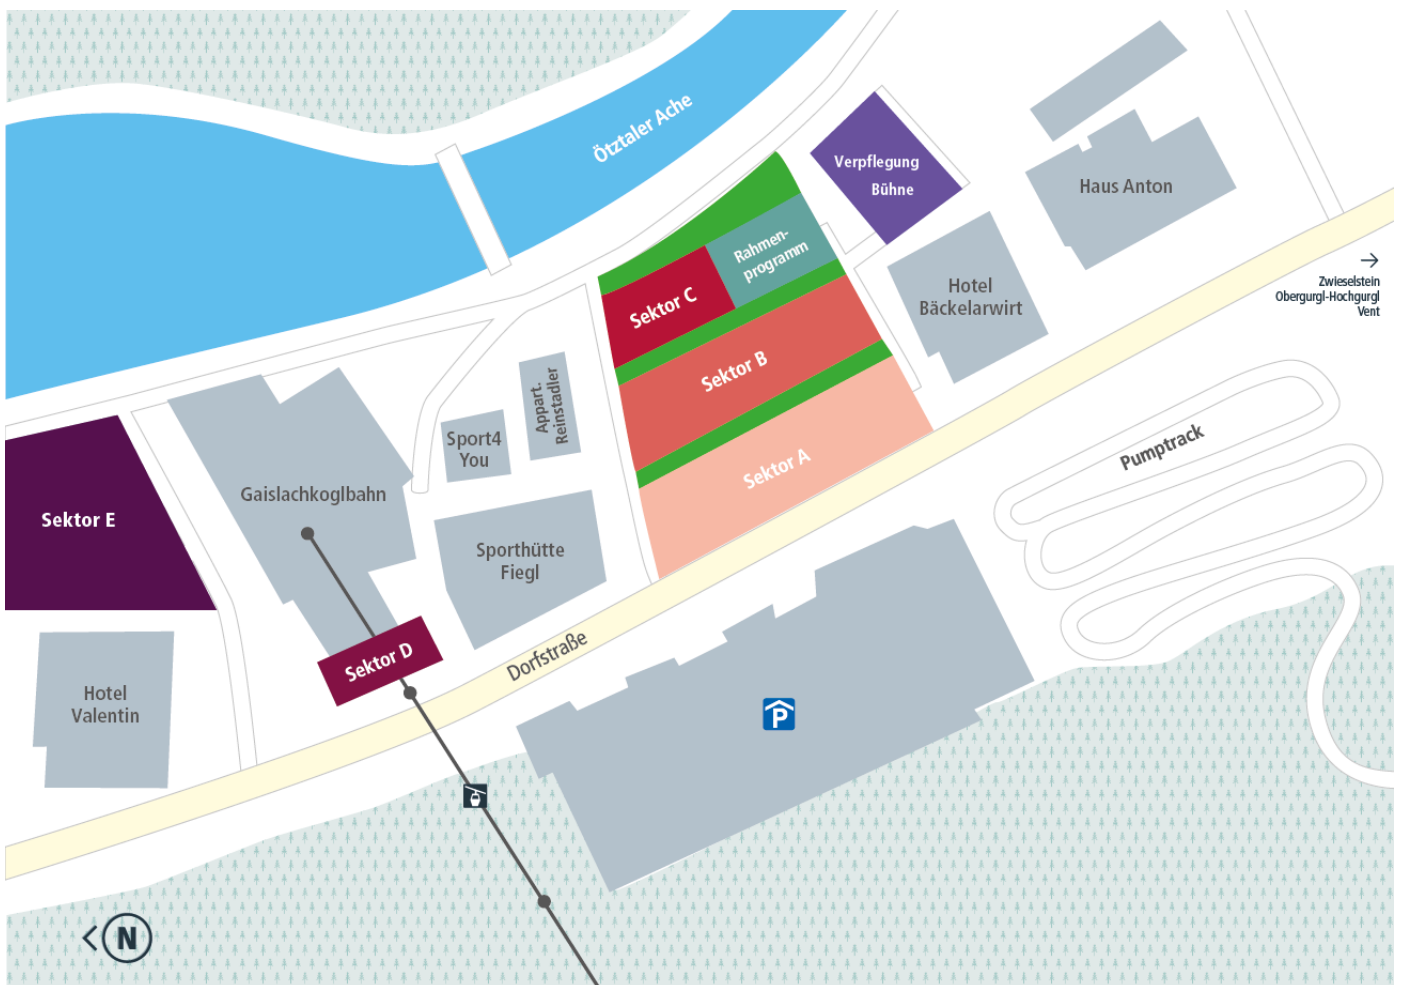 Ötztaler Ache
Verpflegung
Bühne
Haus Anton
Rahmen-
programm
Sektor C
Hotel
Bäckelarwirt
Zwieselstein
Obergurgl-Hochgurgl
Vent
Sektor B
Appart.
Reinstadler
Sport4
You
Sektor A
Pumptrack
Gaislachkoglbahn
Sektor E
Sporthütte
Fiegl
Sektor D
Dorfstraße
Hotel
Valentin
P
N